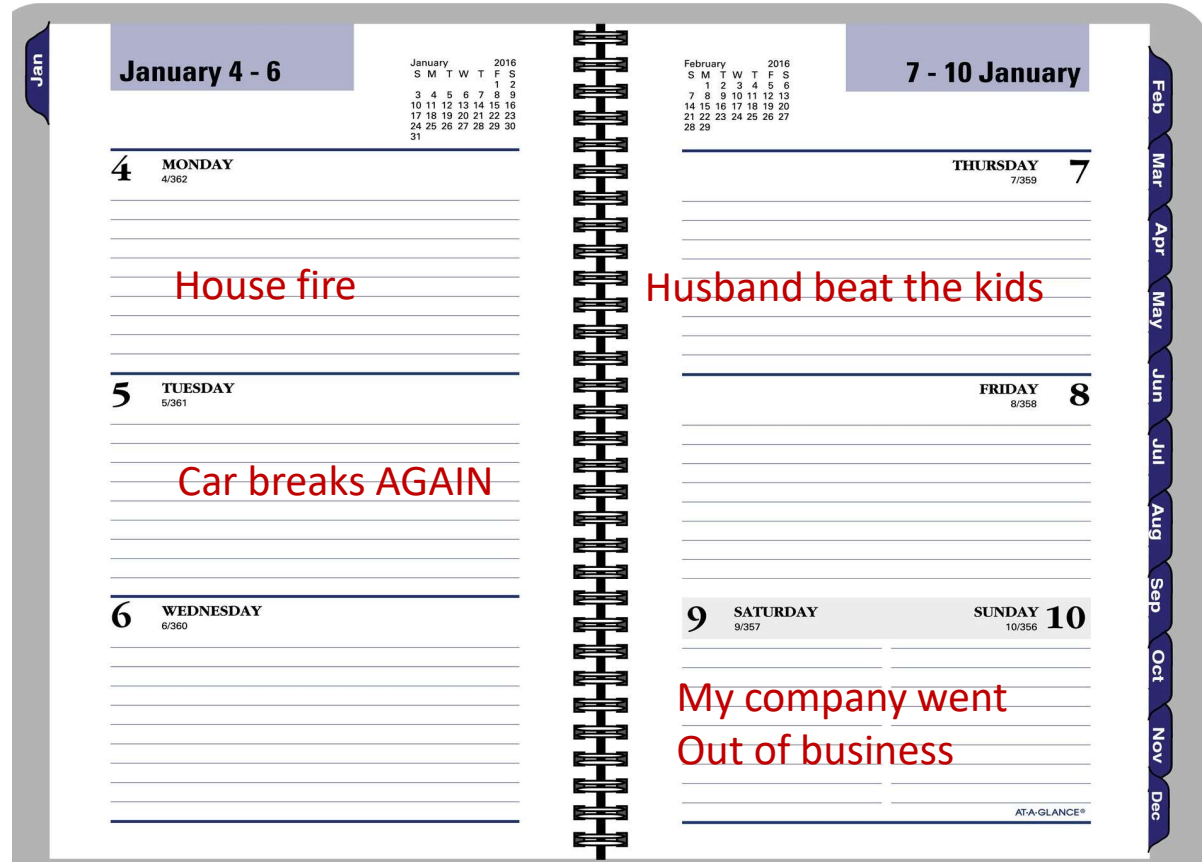 Jan
January 4 - 6
January 2016
S M T W T F S
1 2
3 4 5 6 7 8 9
10 11 12 13 14 15 16
17 18 19 20 21 22 23
24 25 26 27 28 29 30
31
4 MONDAY
4/362
House fire
5 TUESDAY
5/361
Car breaks AGAIN
6 WEDNESDAY
6/360
February 2016
S M T W T F S
1 2 3 4 5 6
7 8 9 10 11 12 13
14 15 16 17 18 19 20
21 22 23 24 25 26 27
28 29
7 - 10 January
THURSDAY 7
7/359
Husband beat the kids
FRIDAY 8
8/358
9 SATURDAY
9/357
SUNDAY 10
10/356
My company went
Out of business
AT-A-GLANCE®
Feb
Mar
Apr
May
Jun
Jul
Aug
Sep
Oct
Nov
Dec